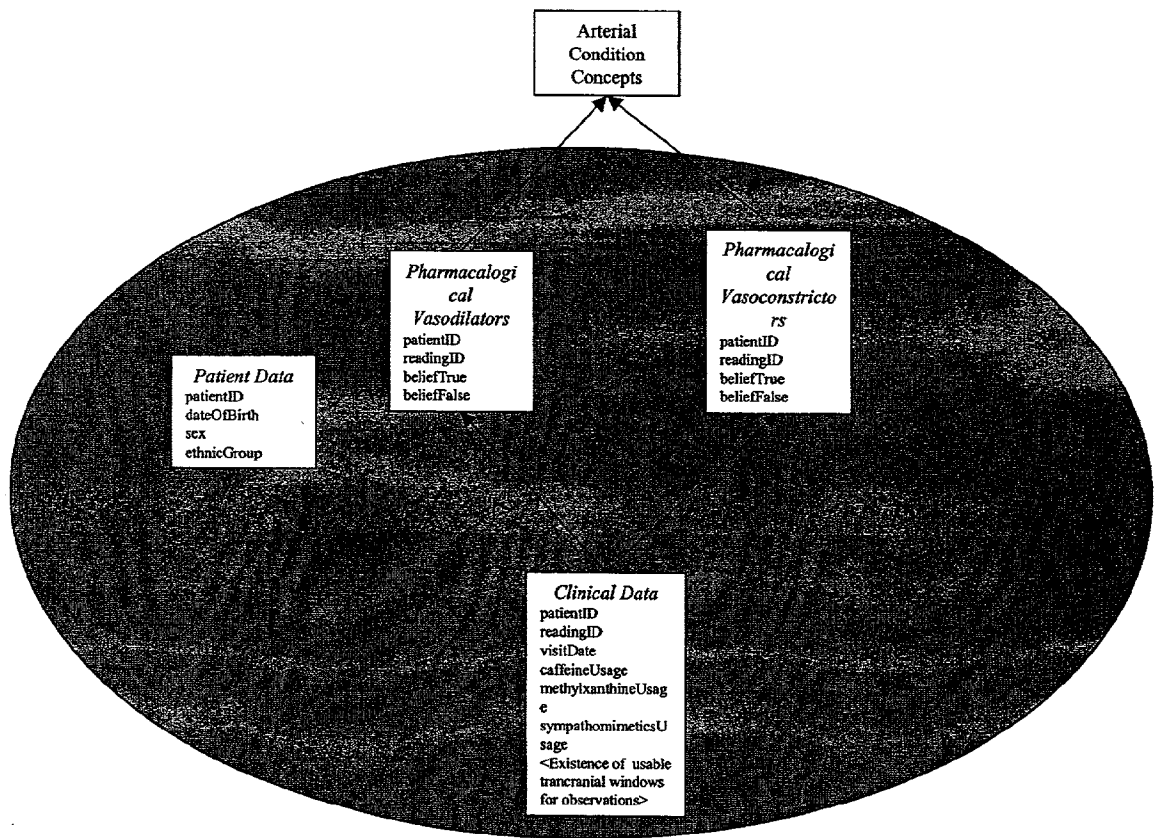 Arterial
Condition
Concepts
Pharmacalogi
cal
Vasodilators
patientID
readingID
beliefTrue
beliefFalse
Pharmacalogi
cal
Vasoconstricto
rs
patientID
readingID
beliefTrue
beliefFalse
Patient Data
patientID
dateOfBirth
sex
ethnicGroup
Clinical Data
patientID
readingID
visitDate
caffeineUsage
methylxanthineUsag
e
sympathomimeticsU
sage
<Existence of usable
trancranial windows
for observations>